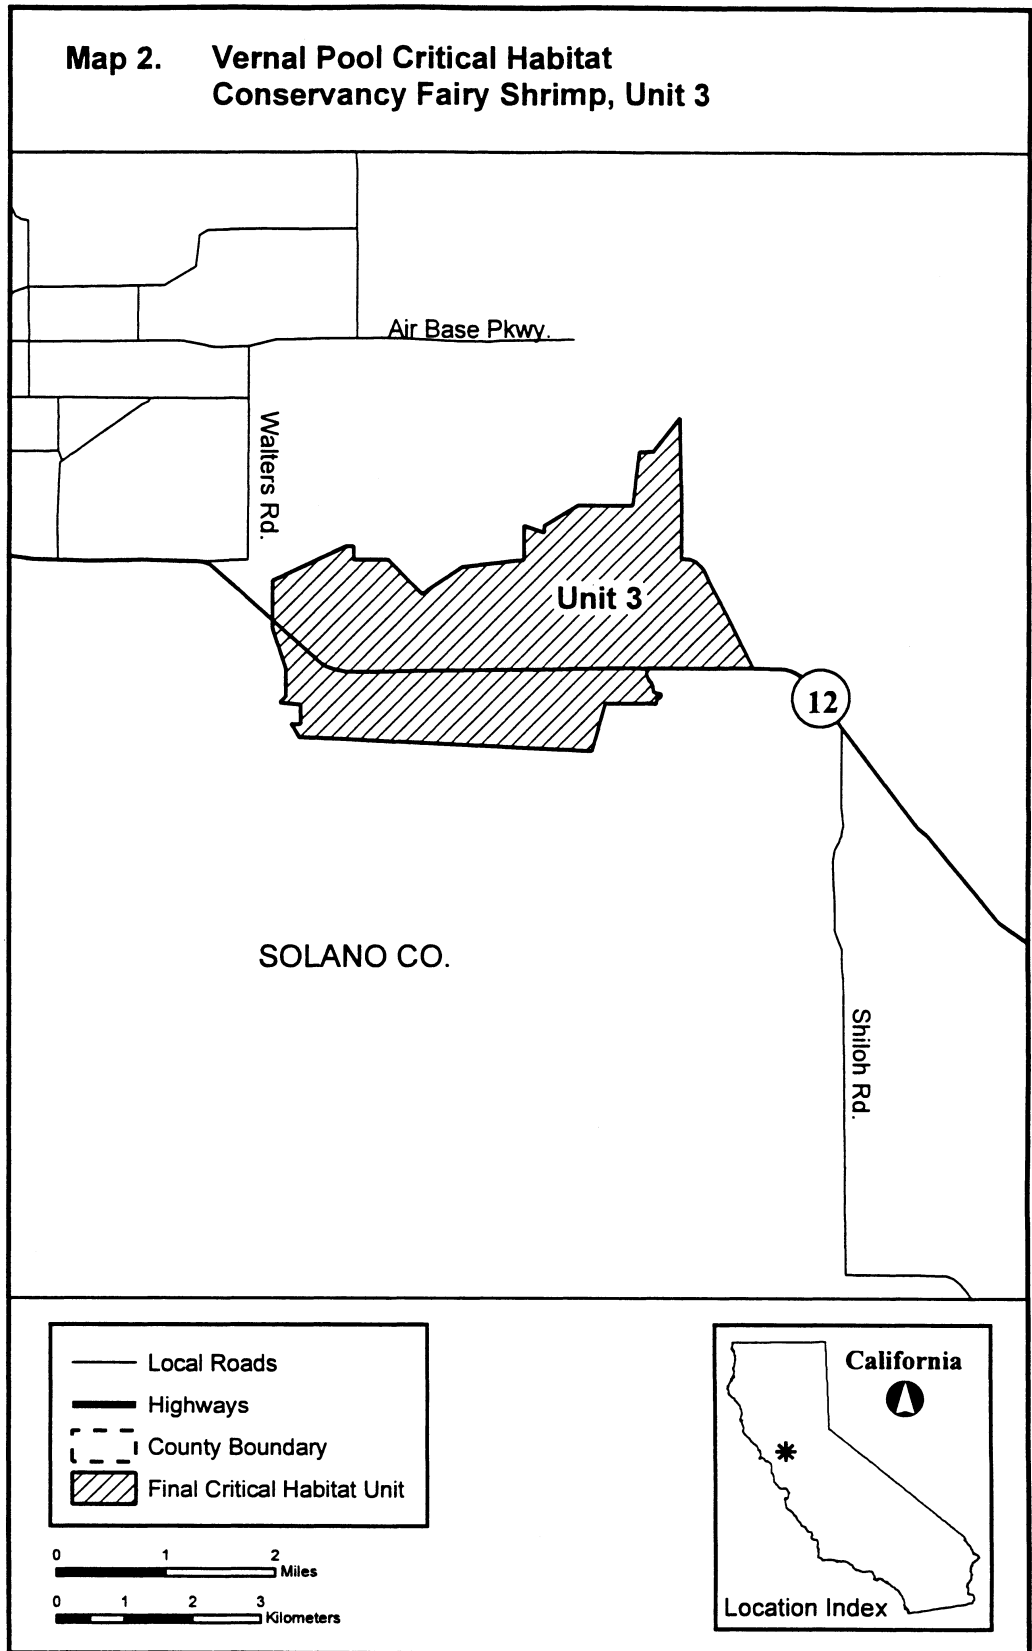 Map 2. Vernal Pool Critical Habitat
Conservancy Fairy Shrimp, Unit 3
Air Base Pkwy.
Walters Rd.
Unit 3
12
SOLANO CO.
Shiloh Rd.
Local Roads
Highways
County Boundary
Final Critical Habitat Unit
0 1 2
Miles
0 1 2 3
Kilometers
California
Location Index